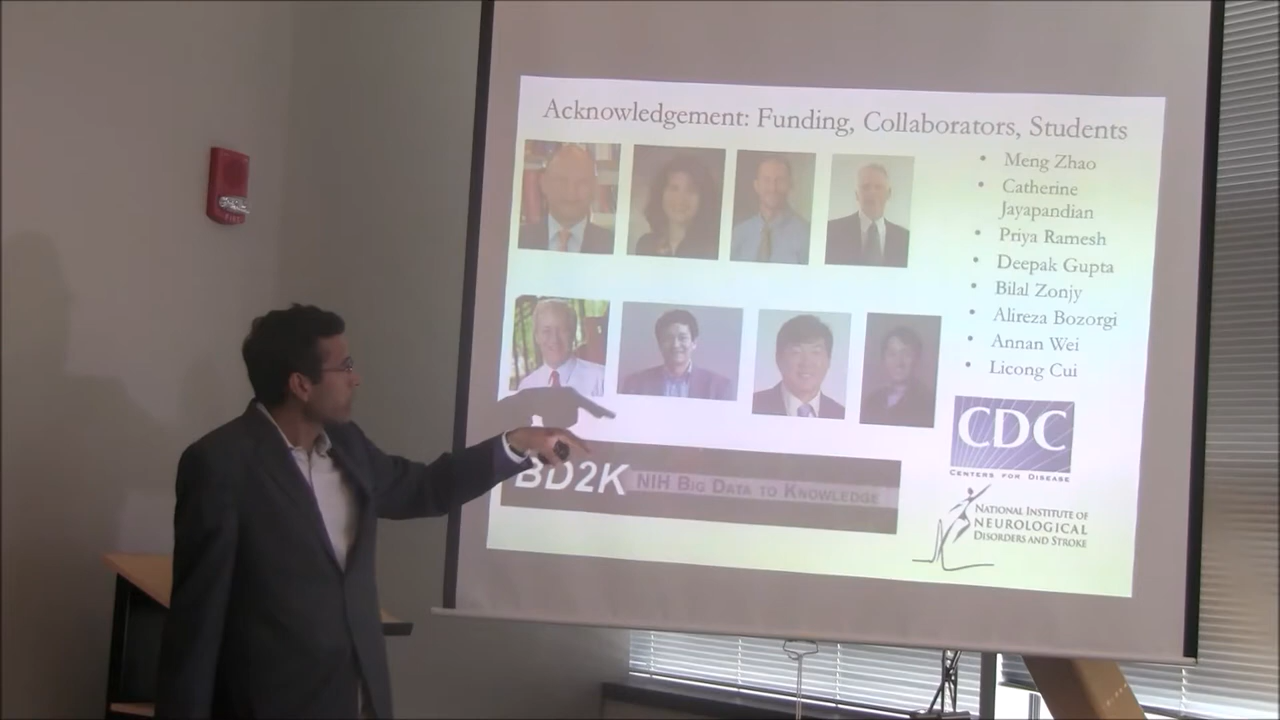 Acknowledgement: Funding, Collaborators, Students
• Meng Zhao
• Catherine
Jayapandian
• Priya Ramesh
• Deepak Gupta
• Bilal Zonjy
• Alireza Bozorgi
• Annan Wei
• Licong Cui
CDC
CENTERS FOR DISEASE
BD2K NIH BIG DATA TO KNOWLEDGE
NATIONAL INSTITUTE OF
NEUROLOGICAL
DISORDERS AND STROKE
FIRE